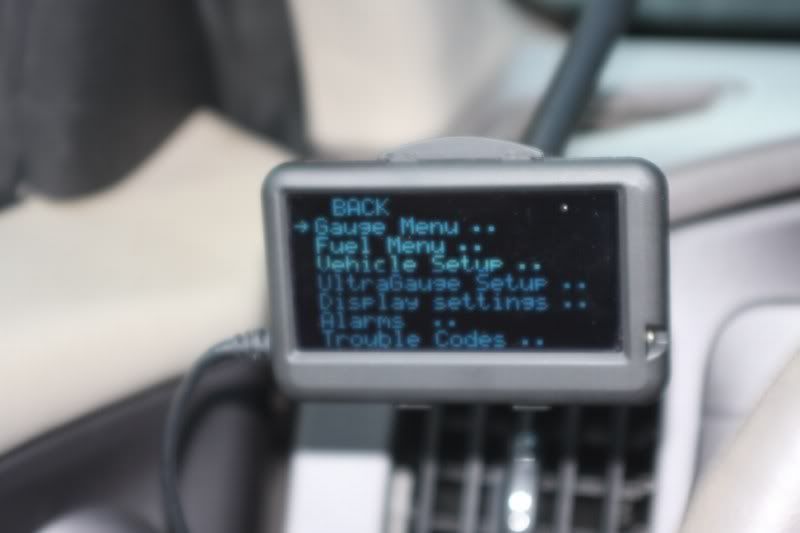 BACK
→Gauge Menu ..
Fuel Menu ..
Vehicle Setup ..
UltraGauge Setup ..
Display settings ..
Alarms ..
Trouble Codes ..